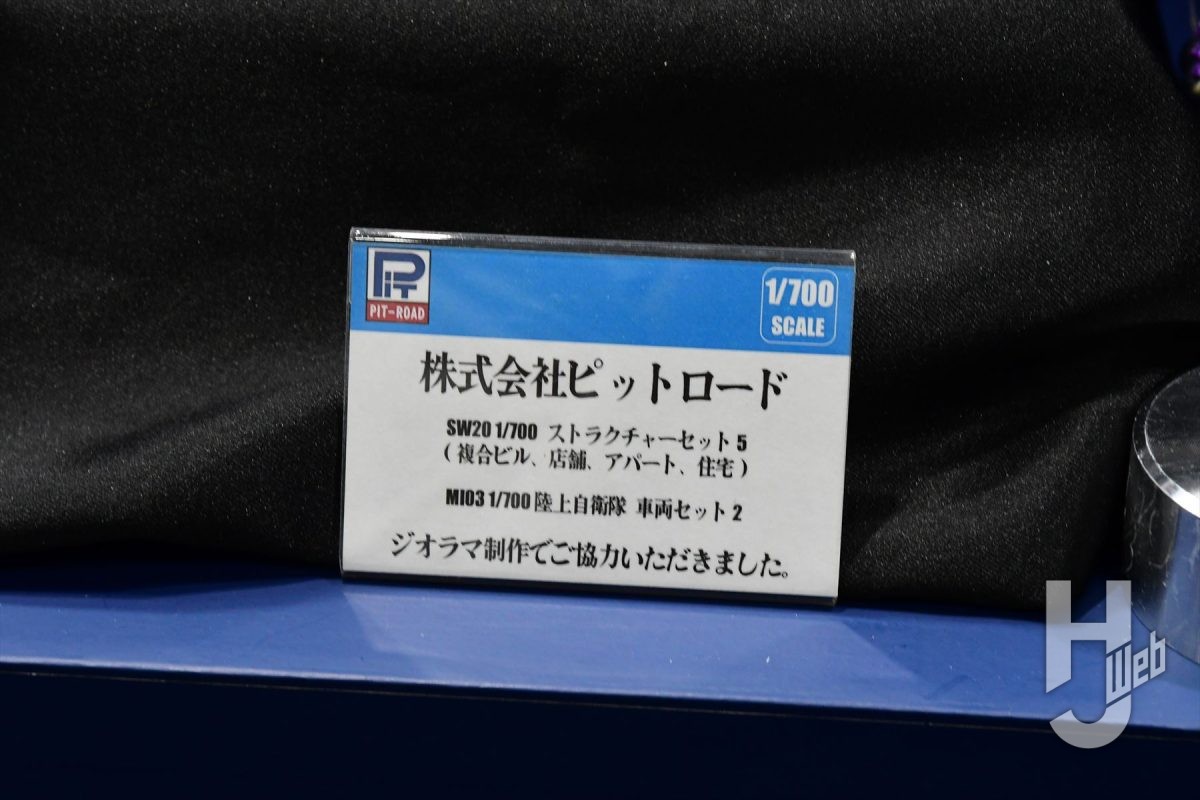 PiT
PIT-ROAD
1/700
SCALE
株式会社ピットロード
SW20 1/700 ストラクチャーセット 5
( 複合ビル、店舗、アパート、住宅 )
MI03 1/700 陸上自衛隊 車両セット 2
ジオラマ制作でご協力いただきました。
HJ Web